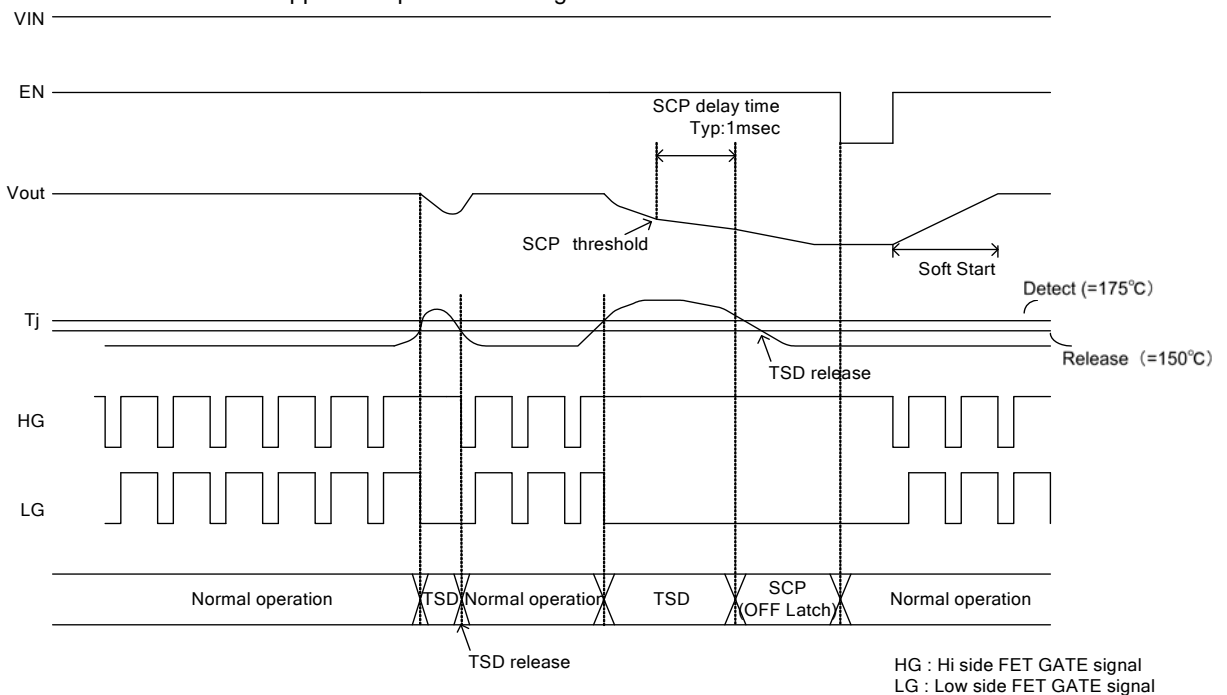 VIN
EN
SCP delay time
Typ:1msec
Vout
SCP threshold
Soft Start
Detect (=175℃)
Tj
Release （=150℃)
TSD release
HG
LG
Normal operation
TSD
Normal operation
TSD
SCP
(OFF Latch)
Normal operation
TSD release
HG : Hi side FET GATE signal
LG : Low side FET GATE signal